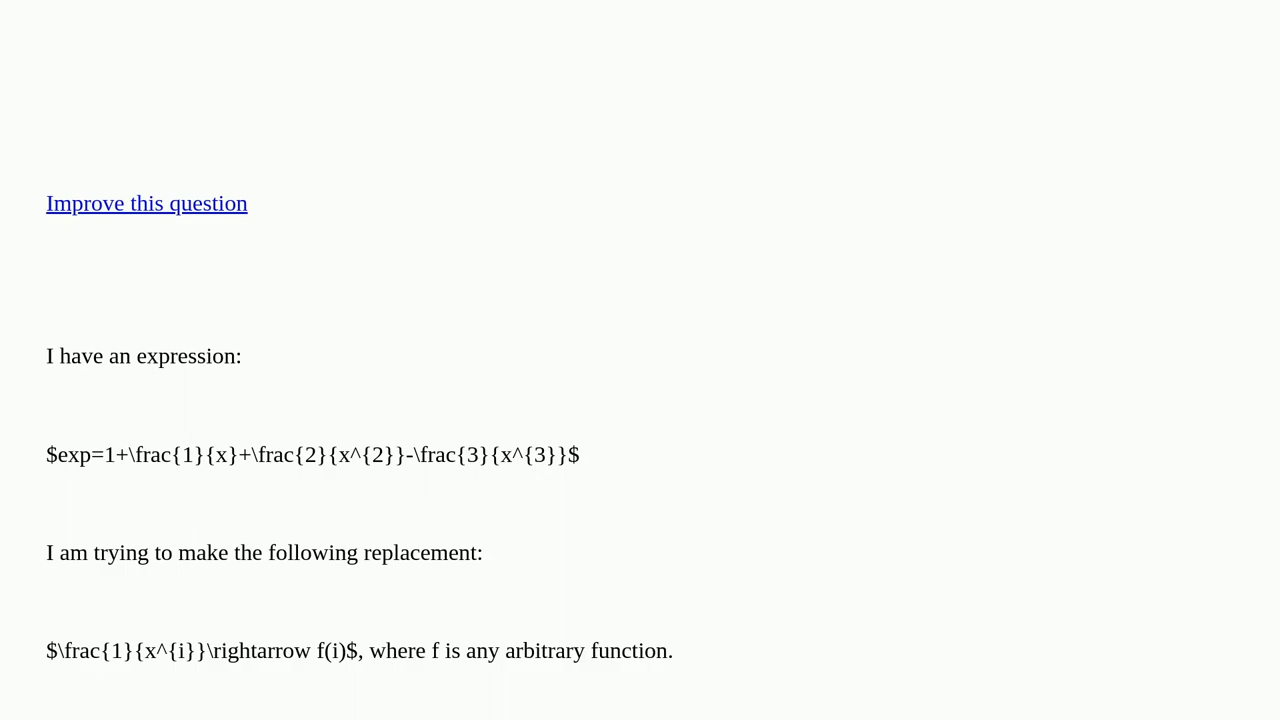 Improve this question
I have an expression:
$exp=1+\frac{1}{x}+\frac{2}{x^{2}}-\frac{3}{x^{3}}$
I am trying to make the following replacement:
$\frac{1}{x^{i}}\rightarrow f(i)$, where f is any arbitrary function.